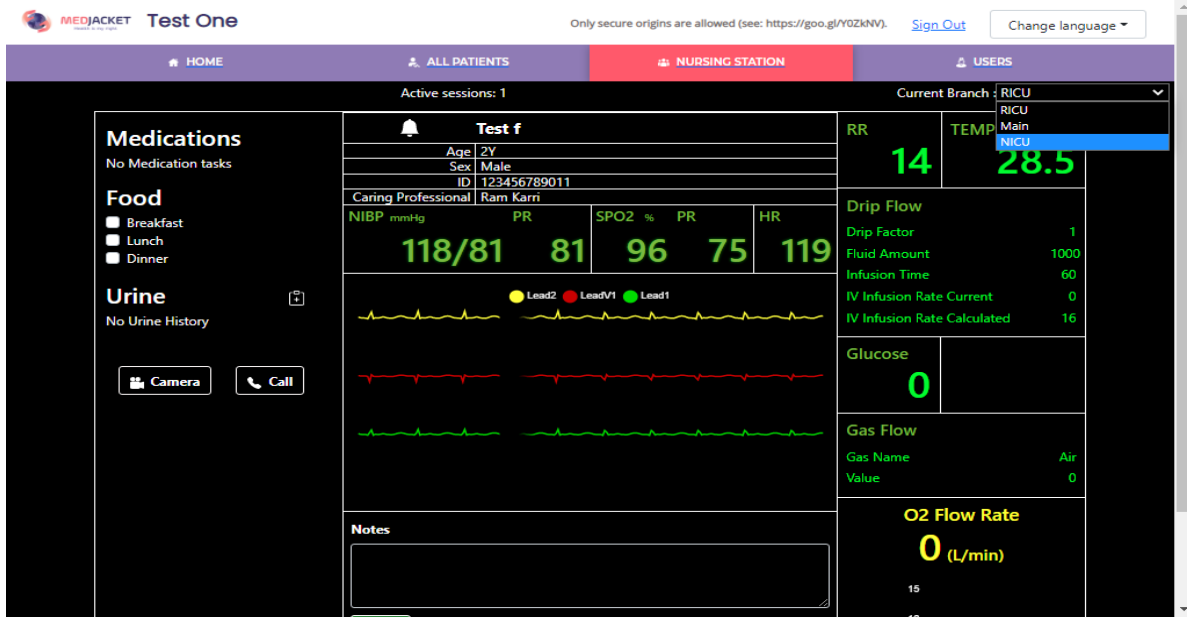 MEDJACKET Test One
Only secure origins are allowed (see: https://goo.gl/Y0ZkNV). Sign Out Change language
HOME ALL PATIENTS NURSING STATION USERS
Active sessions: 1 Current Branch : RICU
RICU
Main
NICU
Medications
No Medication tasks
Food
Breakfast
Lunch
Dinner
Urine
No Urine History
Camera Call
Test f
Age 2Y
Sex Male
ID 123456789011
Caring Professional Ram Karri
NIBP mmHg PR SPO2 % PR HR
118/81 81 96 75 119
Lead2 LeadV1 Lead1
Notes
RR TEMP
14 28.5
Drip Flow
Drip Factor 1
Fluid Amount 1000
Infusion Time 60
IV Infusion Rate Current 0
IV Infusion Rate Calculated 16
Glucose
0
Gas Flow
Gas Name Air
Value 0
O2 Flow Rate
0 (L/min)
15